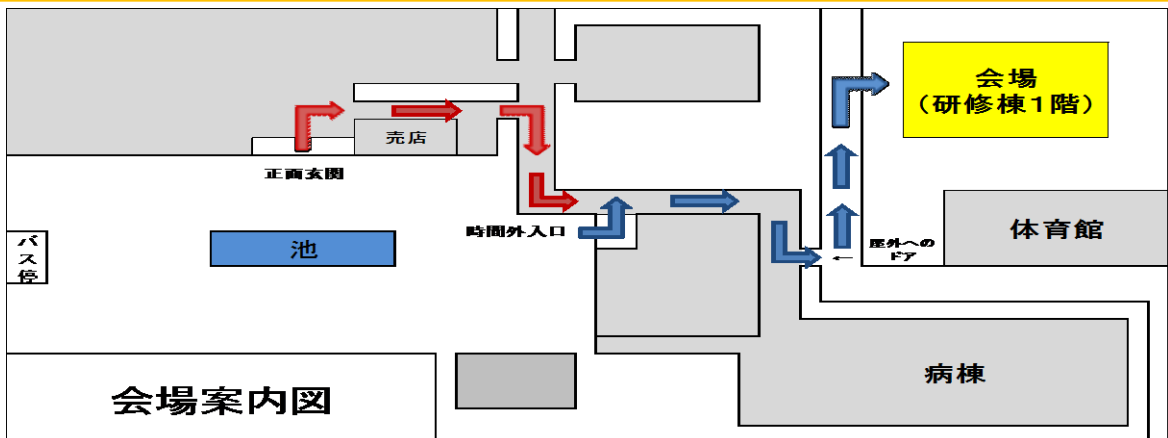 会場
(研修棟1階)
売店
正面玄関
時間外入口
屋外への
ドア
体育館
バス停
池
病棟
会場案内図